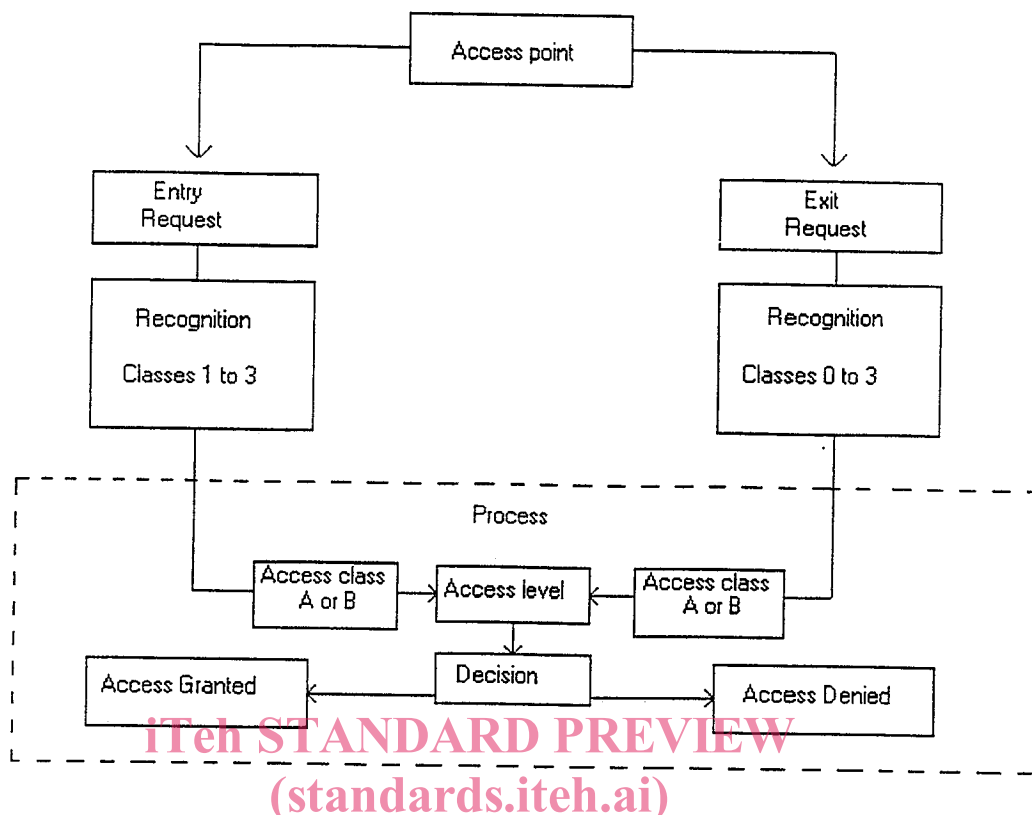 Access point
Entry
Request
Exit
Request
Recognition
Classes 1 to 3
Recognition
Classes 0 to 3
Process
Access class
A or B
Access level
Access class
A or B
Access Granted
Decision
Access Denied
iTeh STANDARD PREVIEW
(standards.iteh.ai)